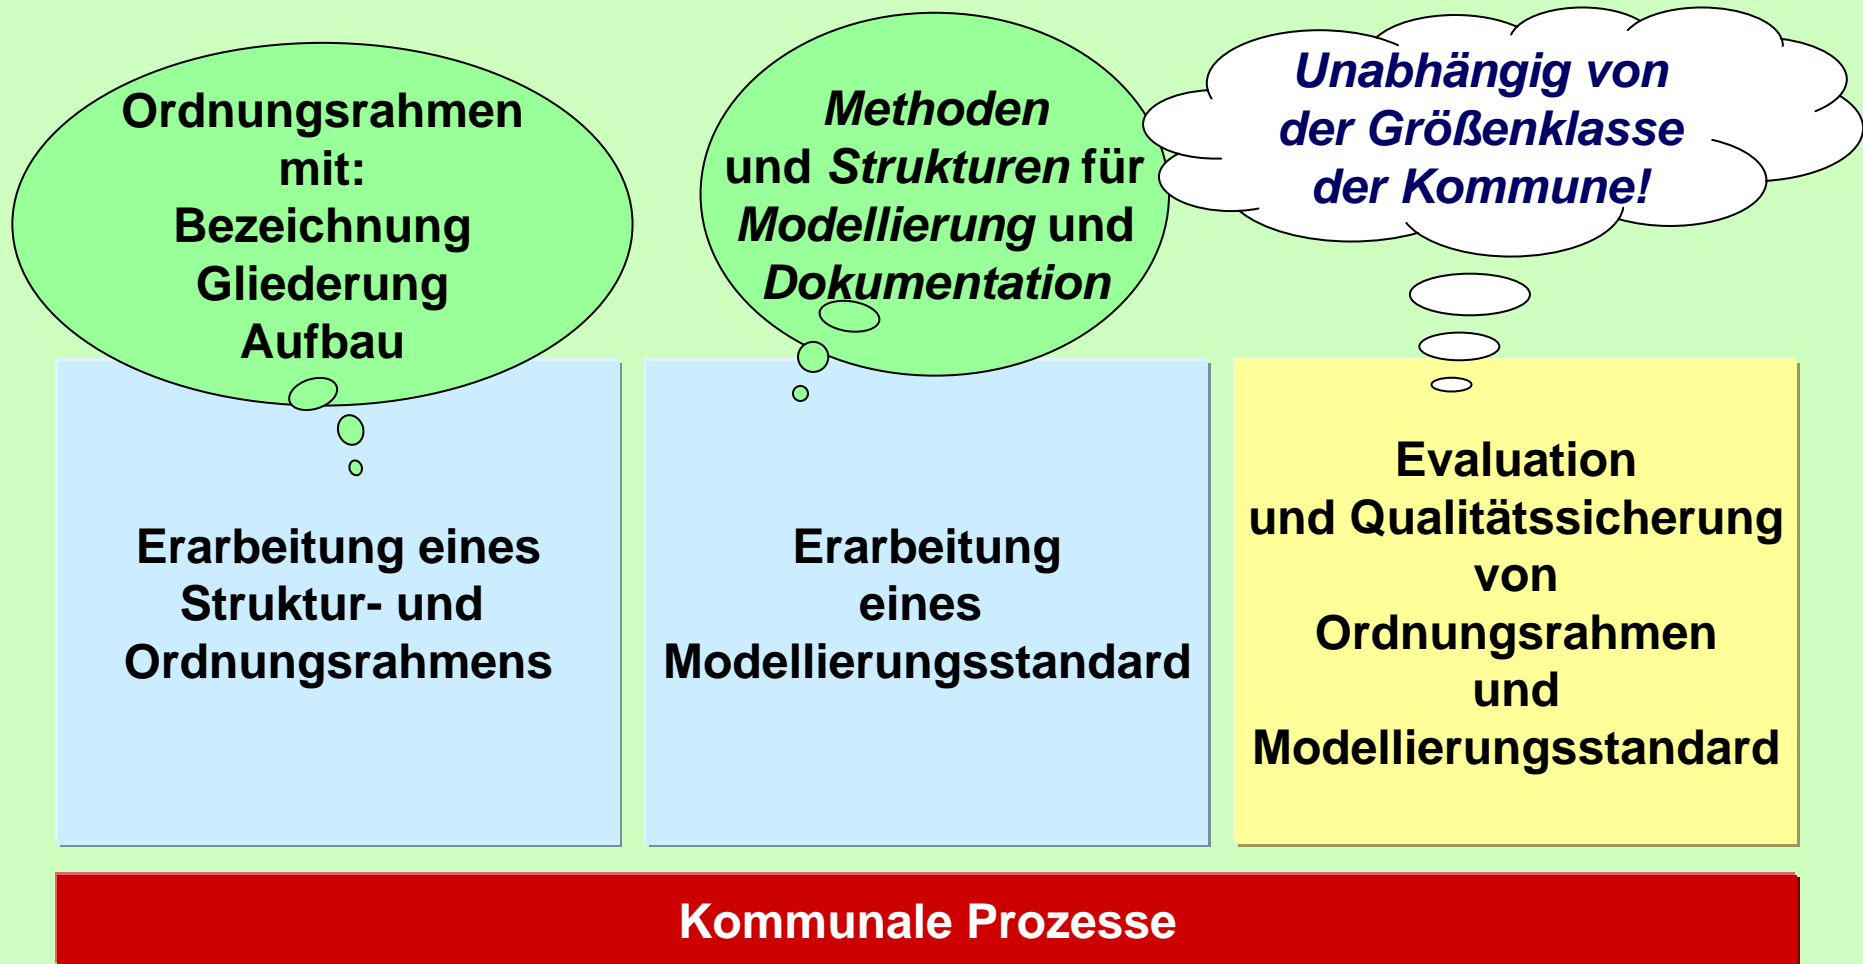 Ordnungsrahmen
mit:
Bezeichnung
Gliederung
Aufbau
Methoden
und Strukturen für
Modellierung und
Dokumentation
Unabhängig von
der Größenklasse
der Kommune!
Erarbeitung eines
Struktur- und
Ordnungsrahmens
Erarbeitung
eines
Modellierungsstandard
Evaluation
und Qualitätssicherung
von
Ordnungsrahmen
und
Modellierungsstandard
Kommunale Prozesse